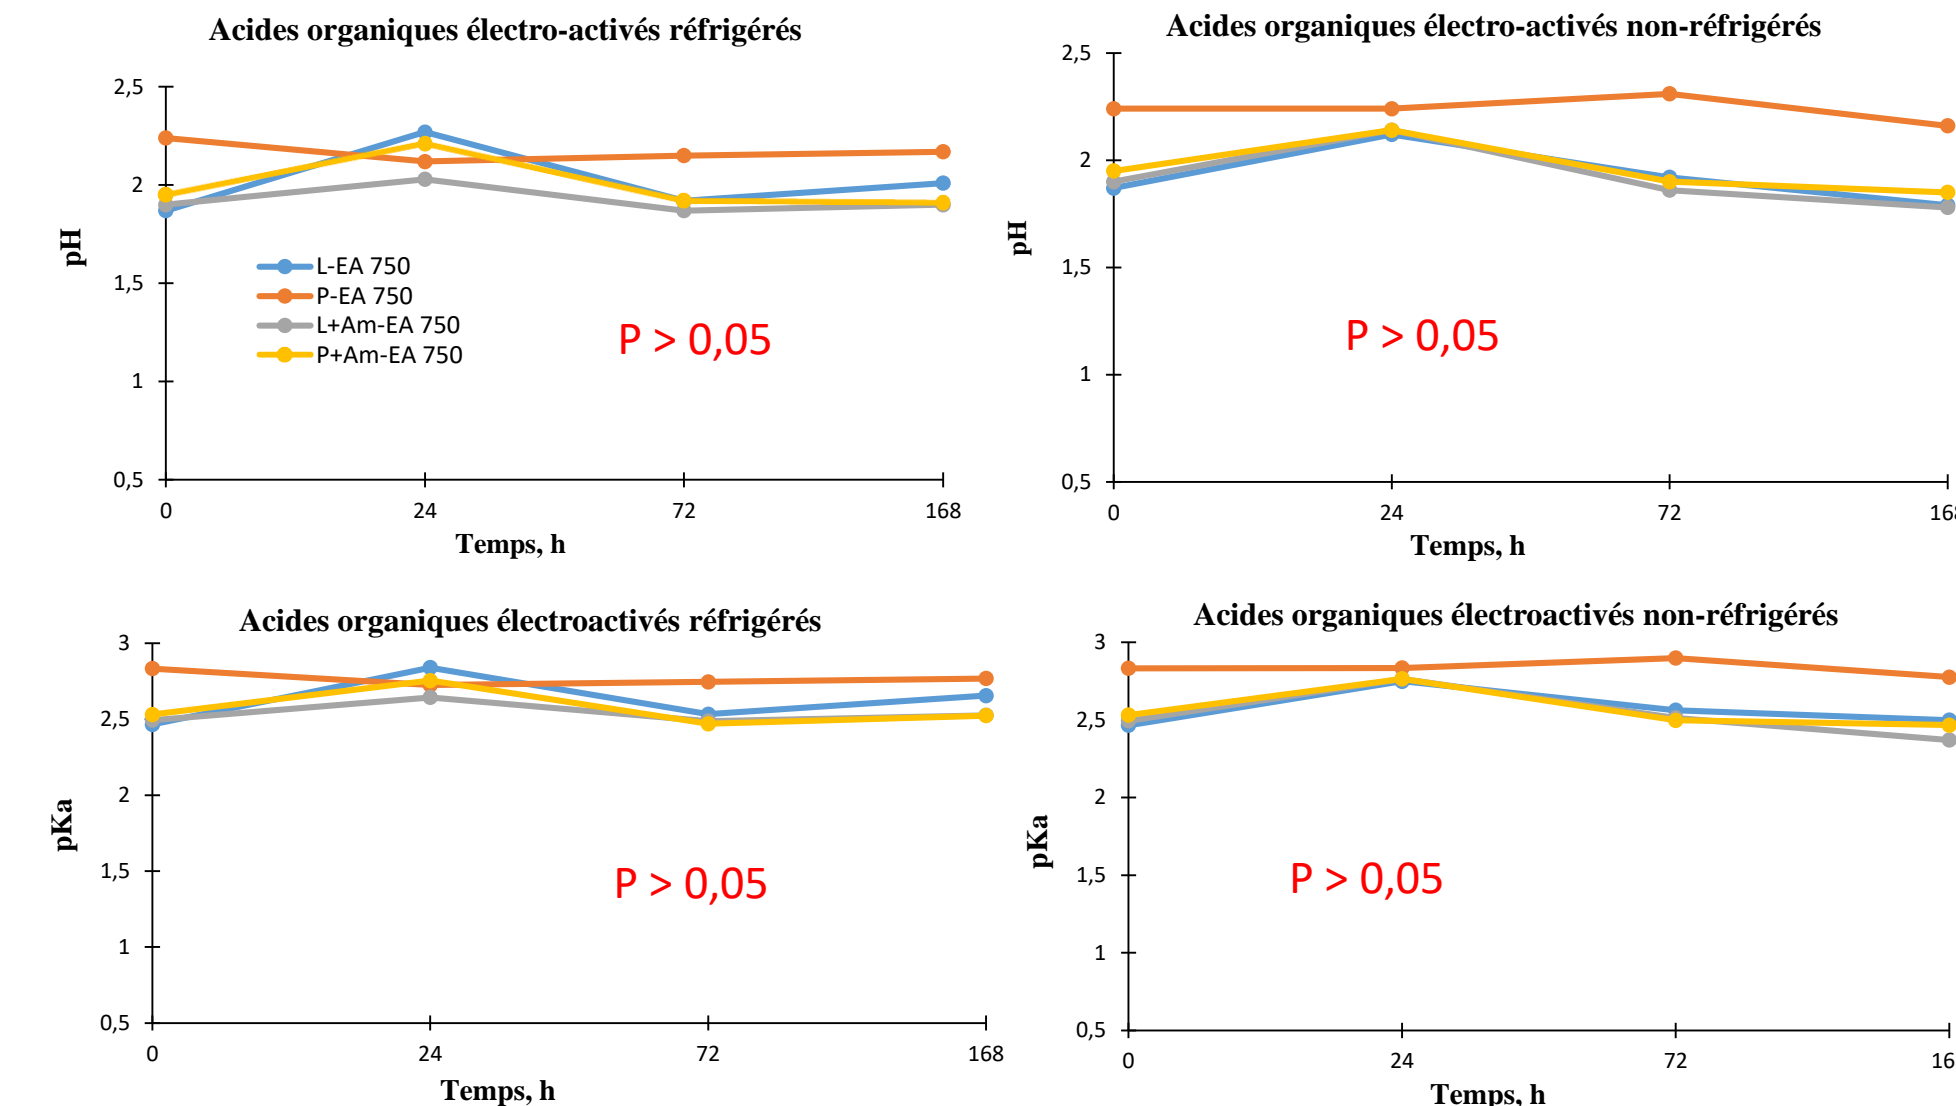 Acides organiques électro-activés réfrigérés
2,5
2
1,5
1
0,5
pH
L-EA 750
P-EA 750
L+Am-EA 750
P+Am-EA 750
P > 0,05
0
24
72
168
Temps, h
Acides organiques électro-activés non-réfrigérés
2,5
2
1,5
1
0,5
pH
P > 0,05
0
24
72
168
Temps, h
Acides organiques électroactivés réfrigérés
3
2,5
2
1,5
1
0,5
pKa
P > 0,05
0
24
72
168
Temps, h
Acides organiques électroactivés non-réfrigérés
3
2,5
2
1,5
1
0,5
pKa
P > 0,05
0
24
72
16
Temps, h